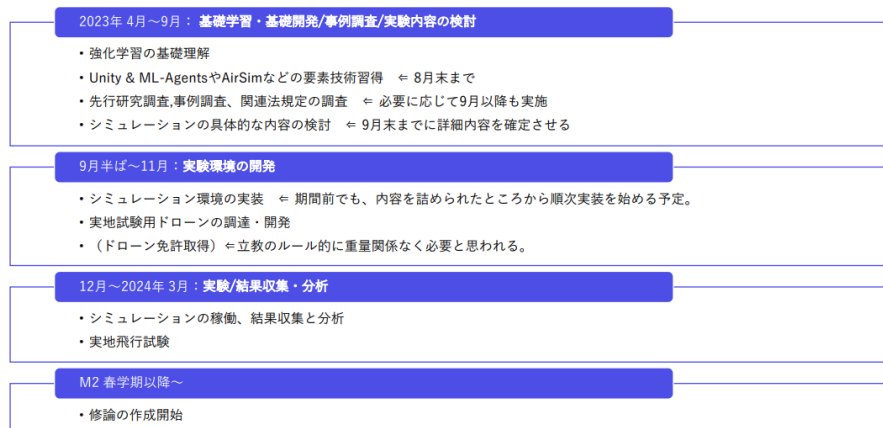 2023年 4月～9月： 基礎学習・基礎開発/事例調査/実験内容の検討
• 強化学習の基礎理解
• Unity & ML-AgentsやAirSimなどの要素技術習得　⇐ 8月末まで
• 先行研究調査,事例調査、関連法規定の調査　⇐ 必要に応じて9月以降も実施
• シミュレーションの具体的な内容の検討　⇐ 9月末までに詳細内容を確定させる
9月半ば～11月：実験環境の開発
• シミュレーション環境の実装　⇐ 期間前でも、内容を詰められたところから順次実装を始める予定。
• 実地試験用ドローンの調達・開発
• （ドローン免許取得）⇐立教のルール的に重量関係なく必要と思われる。
12月～2024年 3月：実験/結果収集・分析
• シミュレーションの稼働、結果収集と分析
• 実地飛行試験
M2 春学期以降～
• 修論の作成開始